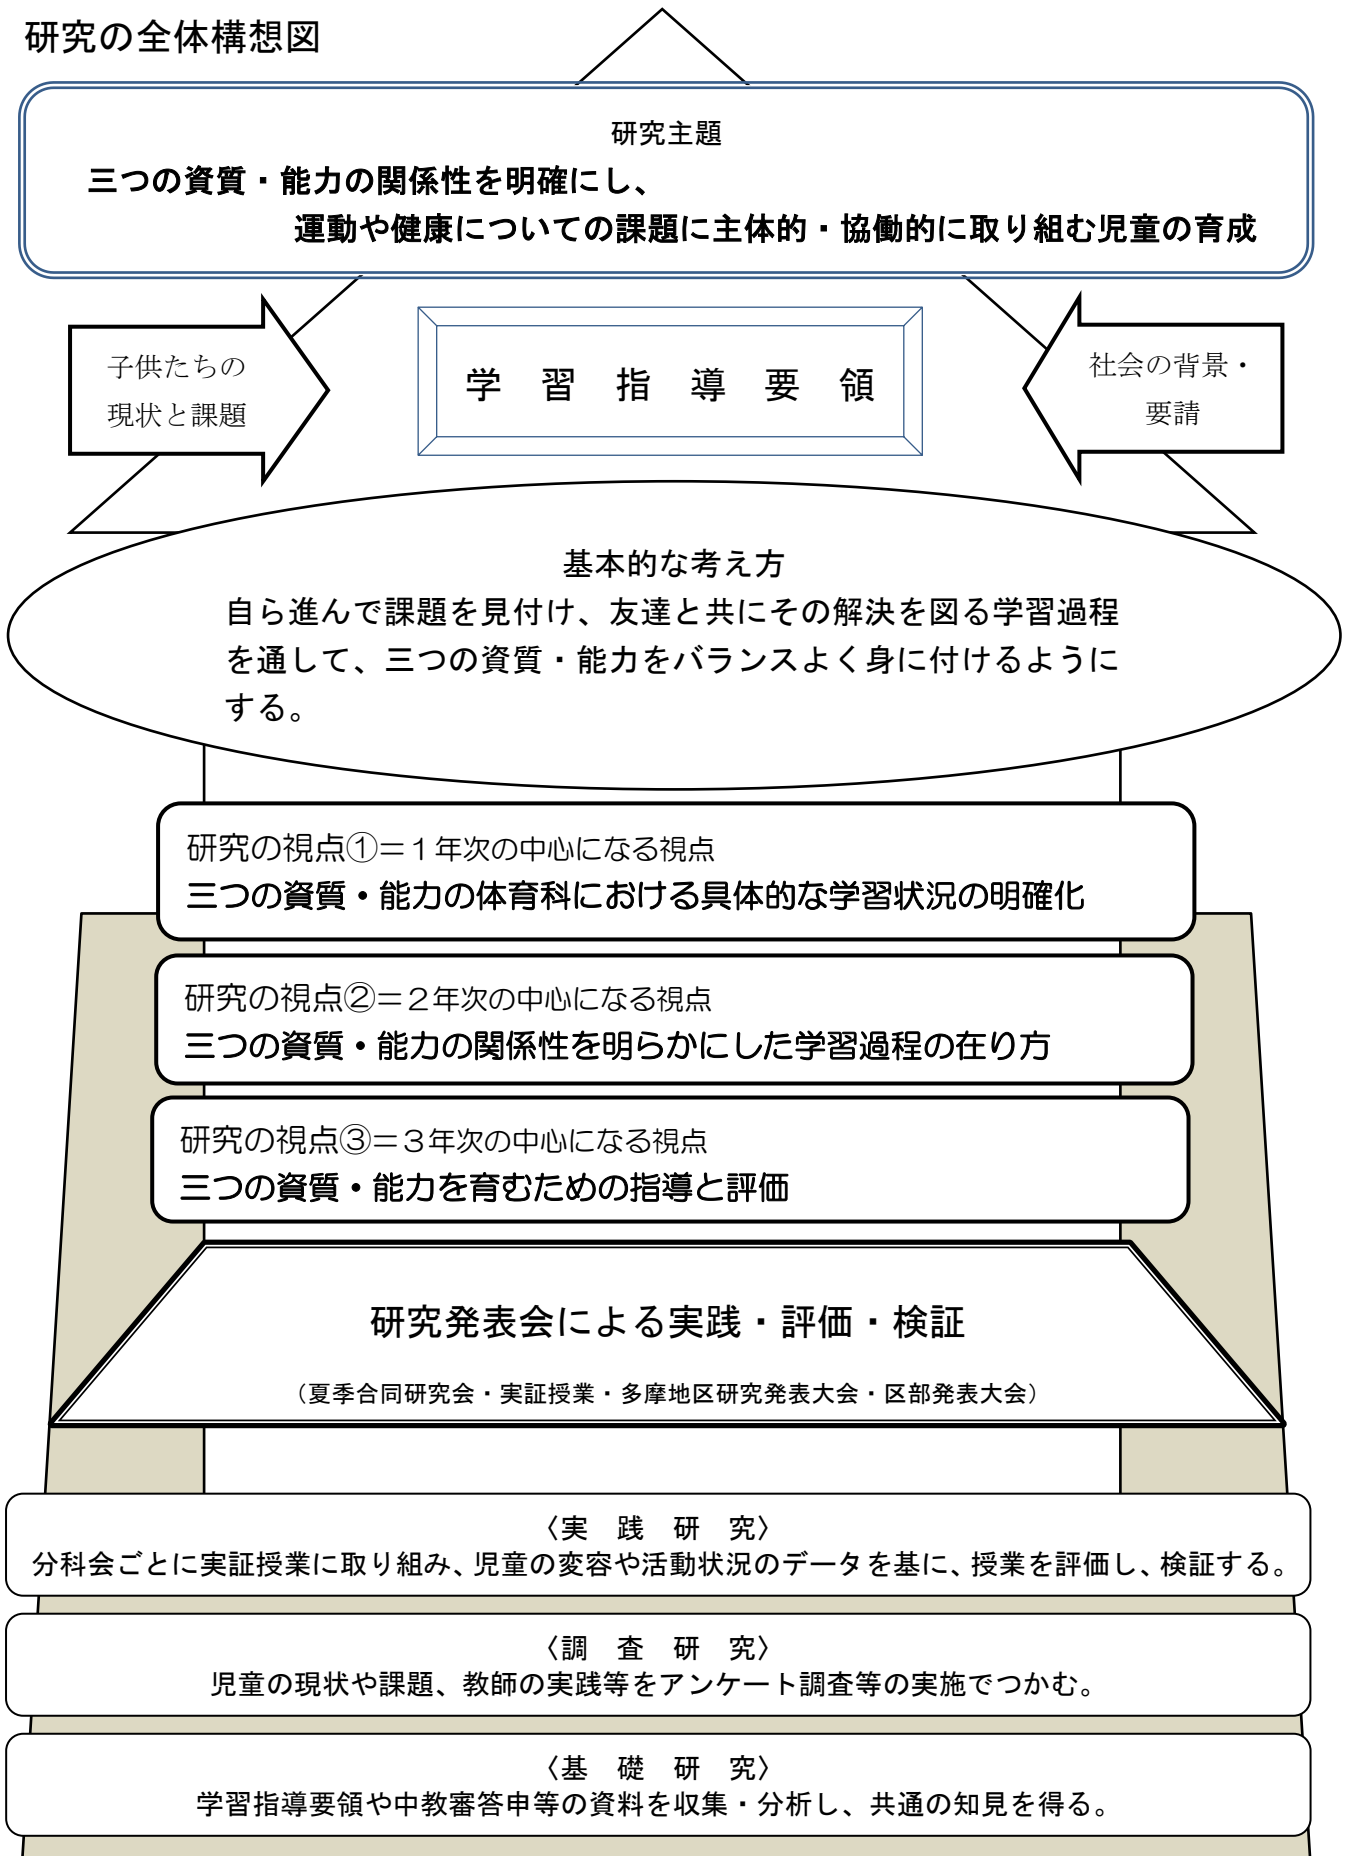 研究の全体構想図
研究主題
三つの資質・能力の関係性を明確にし、
運動や健康についての課題に主体的・協働的に取り組む児童の育成
子供たちの
現状と課題
学 習 指 導 要 領
社会の背景・
要請
基本的な考え方
自ら進んで課題を見付け、友達と共にその解決を図る学習過程
を通して、三つの資質・能力をバランスよく身に付けるように
する。
研究の視点①＝１年次の中心になる視点
三つの資質・能力の体育科における具体的な学習状況の明確化
研究の視点②＝２年次の中心になる視点
三つの資質・能力の関係性を明らかにした学習過程の在り方
研究の視点③＝３年次の中心になる視点
三つの資質・能力を育むための指導と評価
研究発表会による実践・評価・検証
（夏季合同研究会・実証授業・多摩地区研究発表大会・区部発表大会）
〈実 践 研 究〉
分科会ごとに実証授業に取り組み、児童の変容や活動状況のデータを基に、授業を評価し、検証する。
〈調 査 研 究〉
児童の現状や課題、教師の実践等をアンケート調査等の実施でつかむ。
〈基 礎 研 究〉
学習指導要領や中教審答申等の資料を収集・分析し、共通の知見を得る。